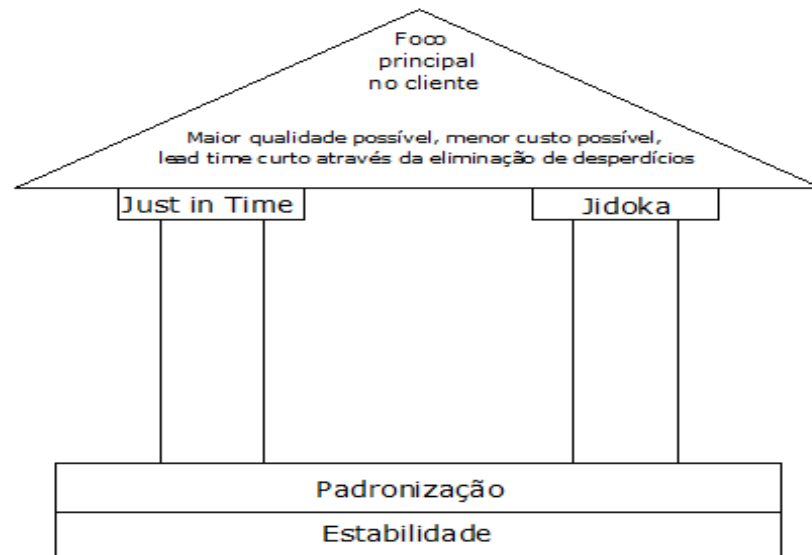 Foco
principal
no cliente
Maior qualidade possível, menor custo possível,
lead time curto através da eliminação de desperdícios
Just in Time
Jidoka
Padronização
Estabilidade